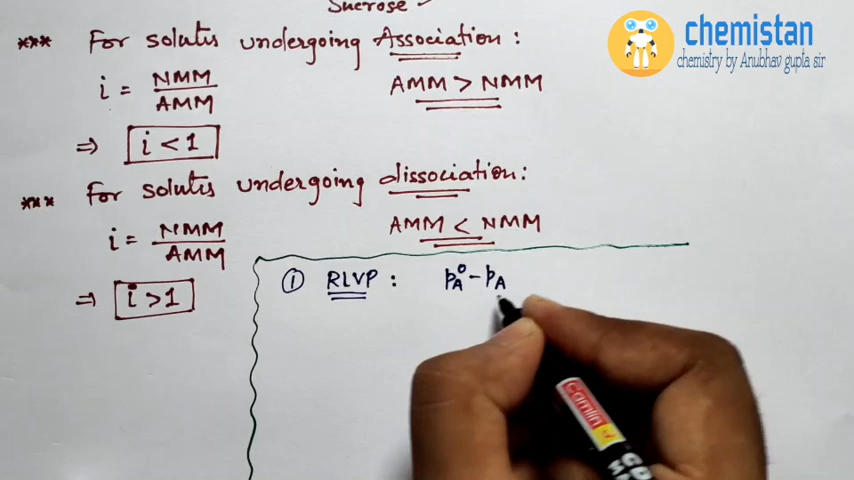 Sucrose
chemistan
chemistry by Anubhav gupta sir
*** For solutes undergoing Association:
i = NMM / AMM
AMM > NMM
⇒ i < 1
*** For solutes undergoing dissociation:
i = NMM / AMM
AMM < NMM
⇒ i > 1
① RLVP : p°A - pA
Camlin